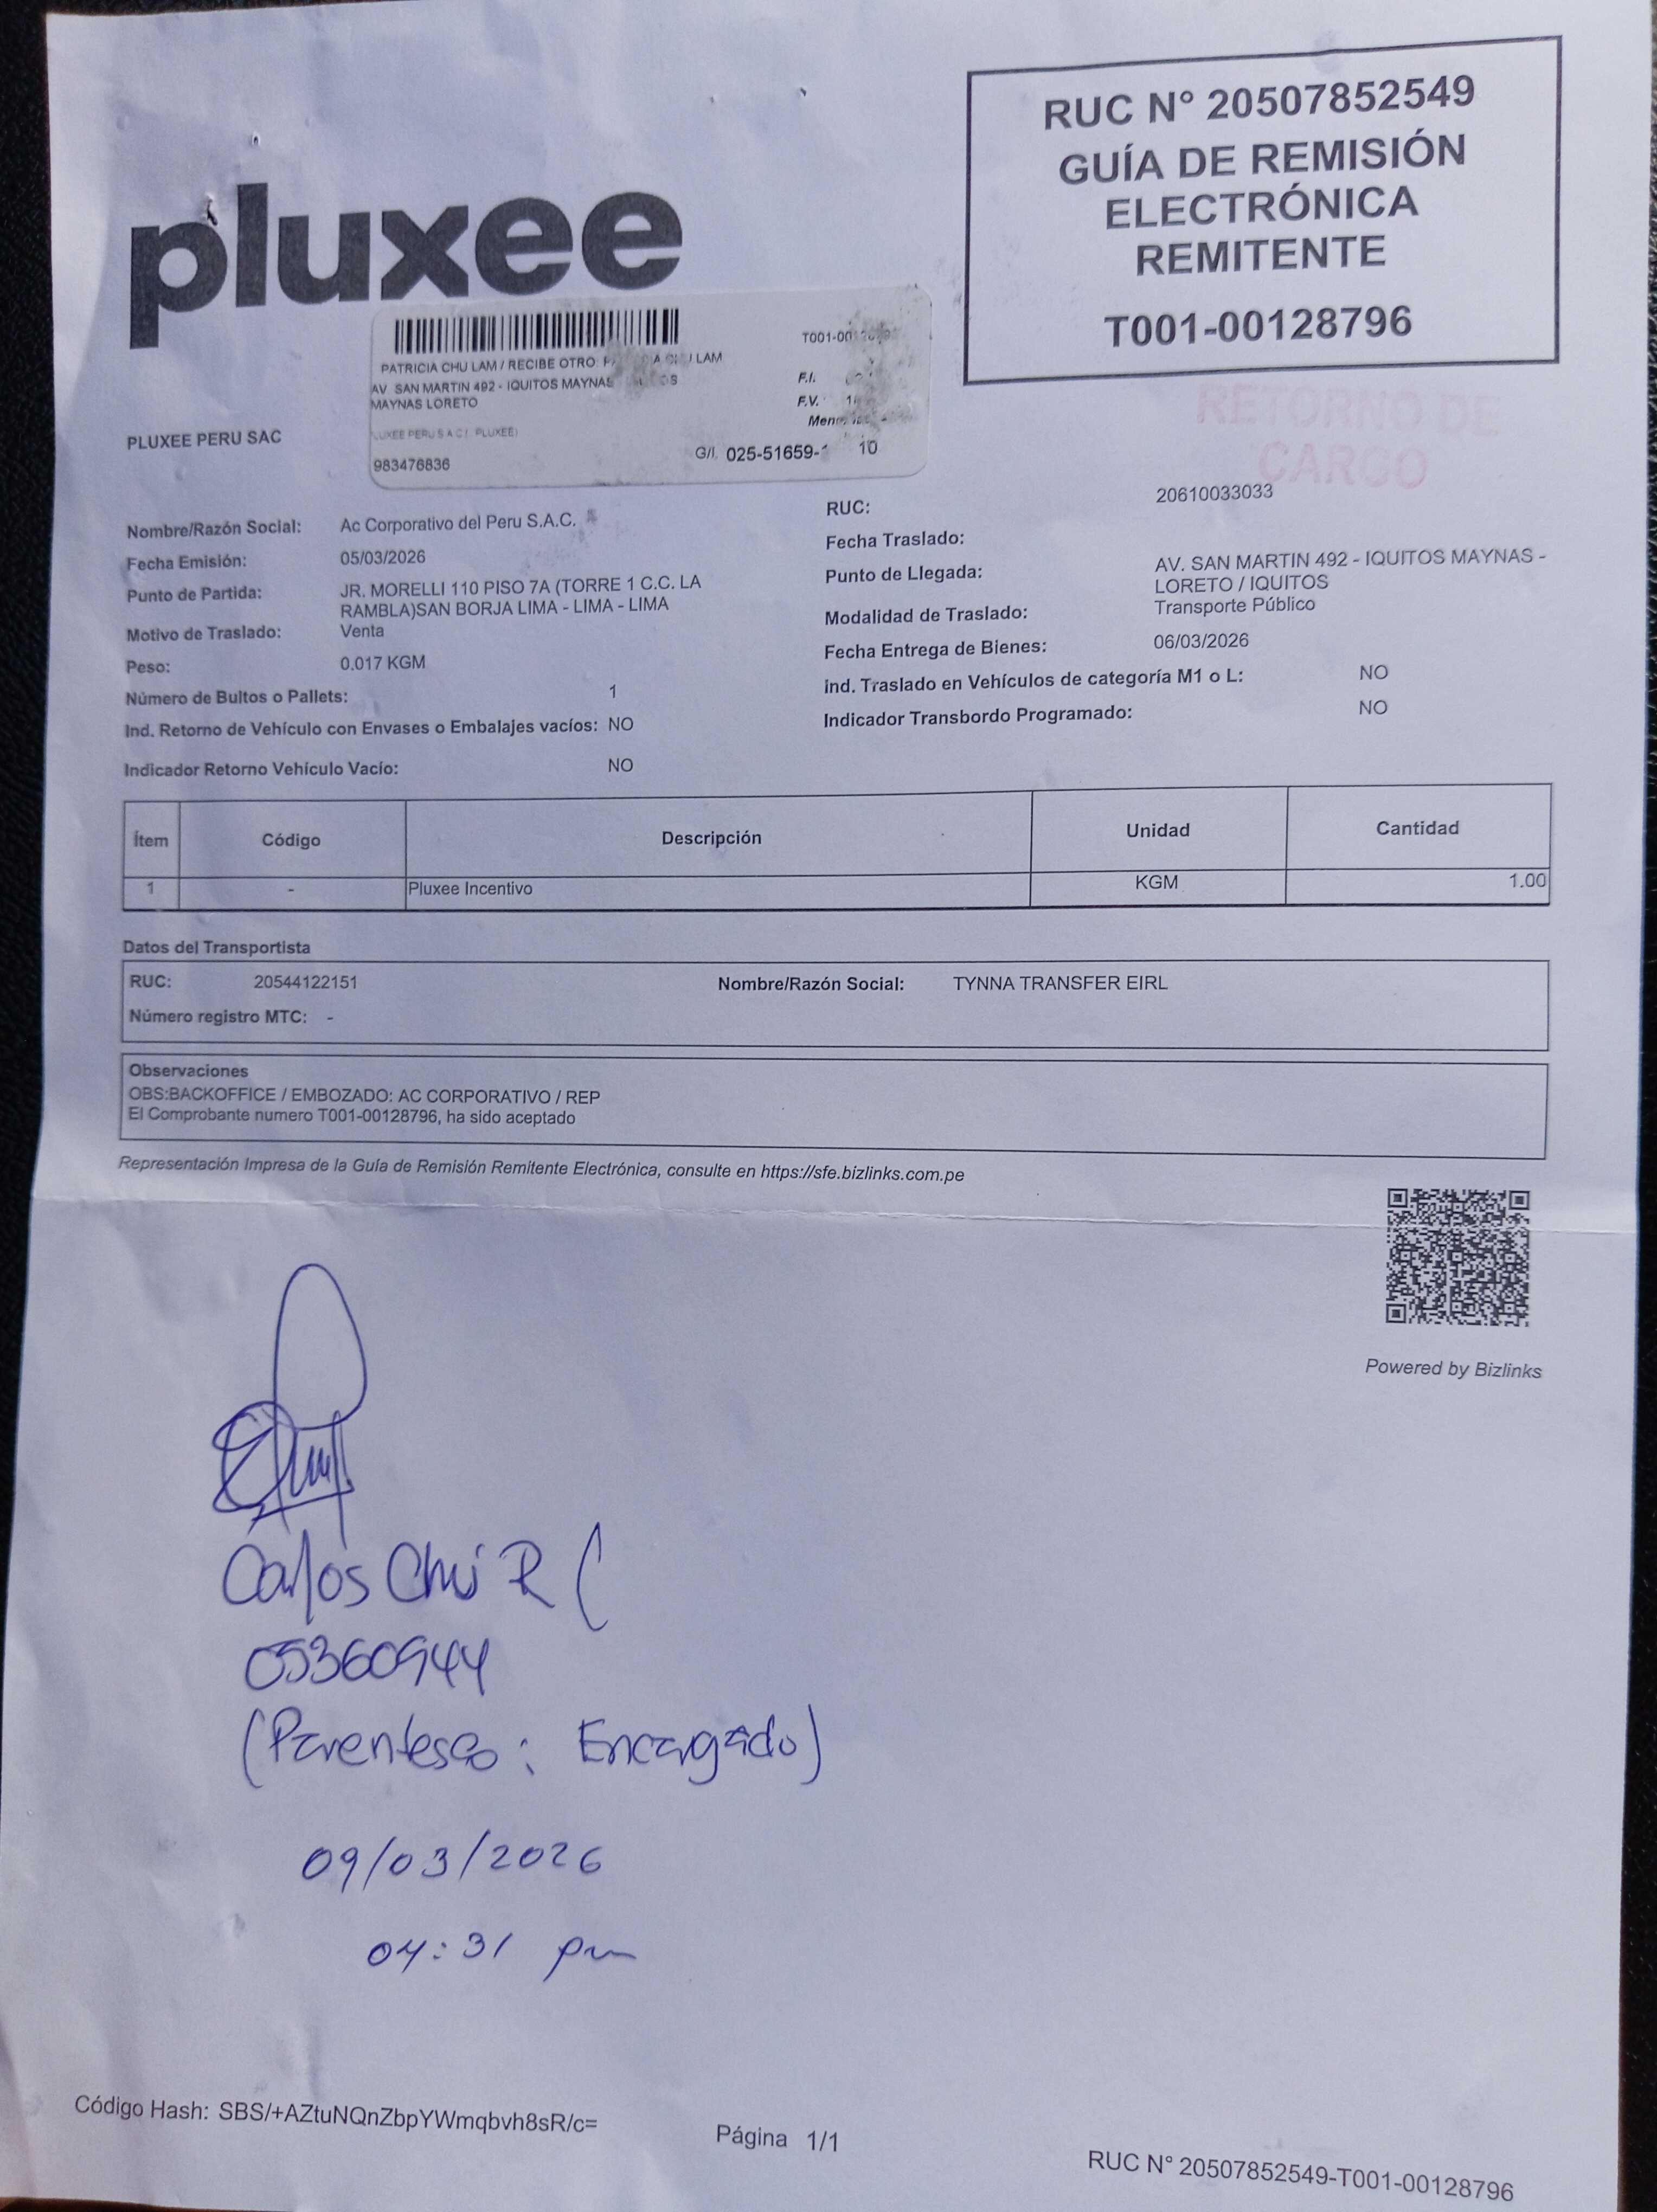 RUC N° 20507852549
GUÍA DE REMISIÓN
ELECTRÓNICA
REMITENTE
T001-00128796
pluxee
PATRICIA CHU LAM / RECIBE OTRO: LAM
AV. SAN MARTIN 492 - IQUITOS MAYNAS
MAYNAS LORETO
PLUXEE PERU S A C ( PLUXEE)
983476836
T001-00
F.I.
F.V.
G/I. 025-51659- 10
RETORNO DE
CARGO
PLUXEE PERU SAC
Nombre/Razón Social: Ac Corporativo del Peru S.A.C.
Fecha Emisión: 05/03/2026
Punto de Partida: JR. MORELLI 110 PISO 7A (TORRE 1 C.C. LA
RAMBLA)SAN BORJA LIMA - LIMA - LIMA
Motivo de Traslado: Venta
Peso: 0.017 KGM
Número de Bultos o Pallets: 1
Ind. Retorno de Vehículo con Envases o Embalajes vacíos: NO
Indicador Retorno Vehículo Vacío: NO
RUC: 20610033033
Fecha Traslado:
Punto de Llegada: AV. SAN MARTIN 492 - IQUITOS MAYNAS -
LORETO / IQUITOS
Modalidad de Traslado: Transporte Público
Fecha Entrega de Bienes: 06/03/2026
ind. Traslado en Vehículos de categoría M1 o L: NO
Indicador Transbordo Programado: NO
Ítem Código Descripción Unidad Cantidad
1 - Pluxee Incentivo KGM 1.00
Datos del Transportista
RUC: 20544122151 Nombre/Razón Social: TYNNA TRANSFER EIRL
Número registro MTC: -
Observaciones
OBS:BACKOFFICE / EMBOZADO: AC CORPORATIVO / REP
El Comprobante numero T001-00128796, ha sido aceptado
Representación Impresa de la Guía de Remisión Remitente Electrónica, consulte en https://sfe.bizlinks.com.pe
Powered by Bizlinks
Carlos Chú R (
05360944
(Parentesco : Encargado)
09/03/2026
04:31 pm
Código Hash: SBS/+AZtuNQnZbpYWmqbvh8sR/c=
Página 1/1
RUC N° 20507852549-T001-00128796